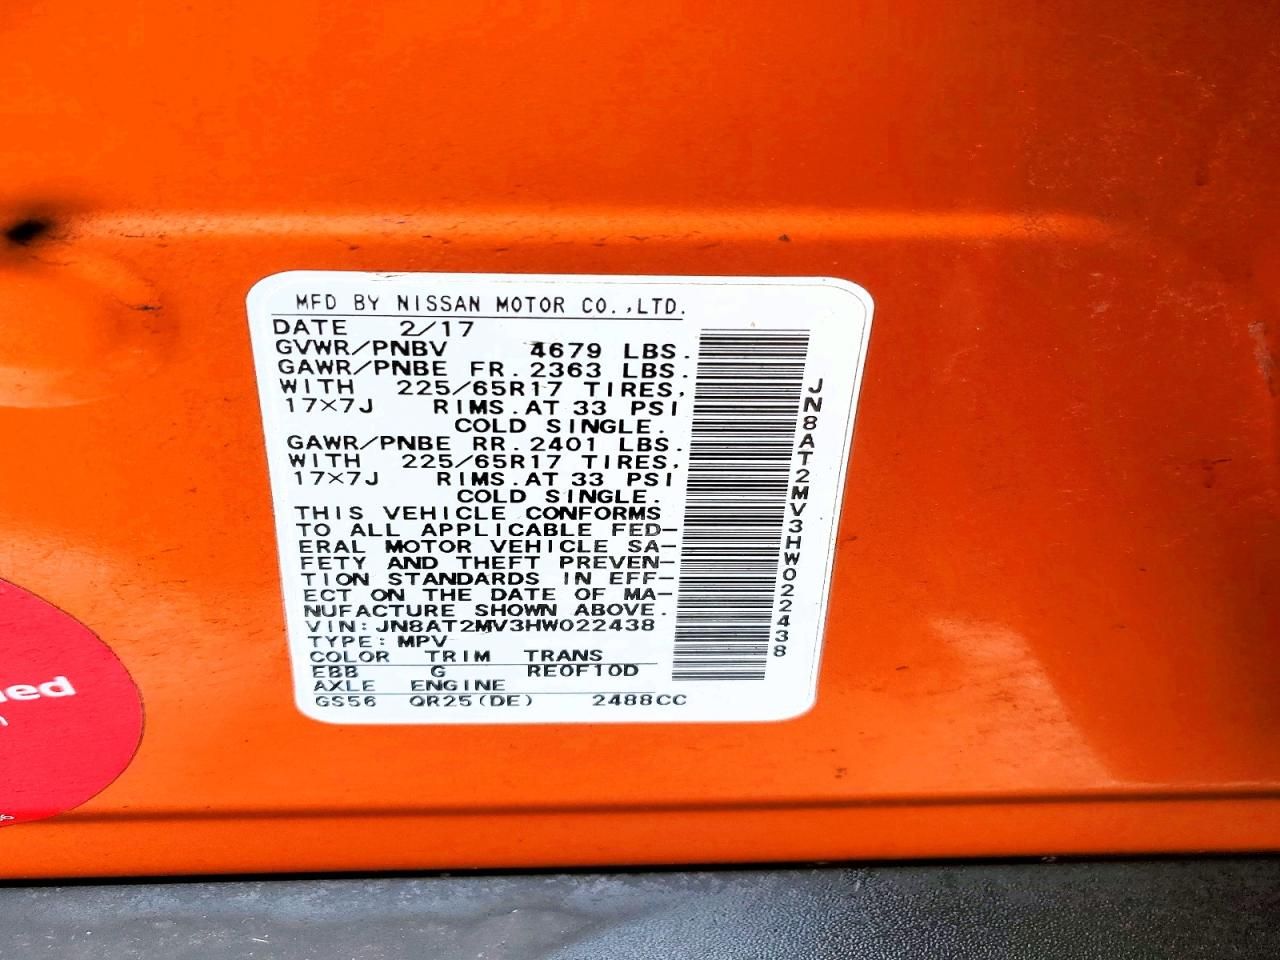 MFD BY NISSAN MOTOR CO.,LTD.
DATE 2/17
GVWR/PNBV 4679 LBS.
GAWR/PNBE FR. 2363 LBS.
WITH 225/65R17 TIRES,
17×7J RIMS. AT 33 PSI
COLD SINGLE.
GAWR/PNBE RR. 2401 LBS.
WITH 225/65R17 TIRES,
17×7J RIMS. AT 33 PSI
COLD SINGLE.
THIS VEHICLE CONFORMS
TO ALL APPLICABLE FED-
ERAL MOTOR VEHICLE SA-
FETY AND THEFT PREVEN-
TION STANDARDS IN EFF-
ECT ON THE DATE OF MA-
NUFACTURE SHOWN ABOVE.
VIN: JN8AT2MV3HW022438
TYPE: MPV
COLOR TRIM TRANS
EBB G RE0F10D
AXLE ENGINE
GS56 QR25(DE) 2488CC
JN8AT2MV3HW022438